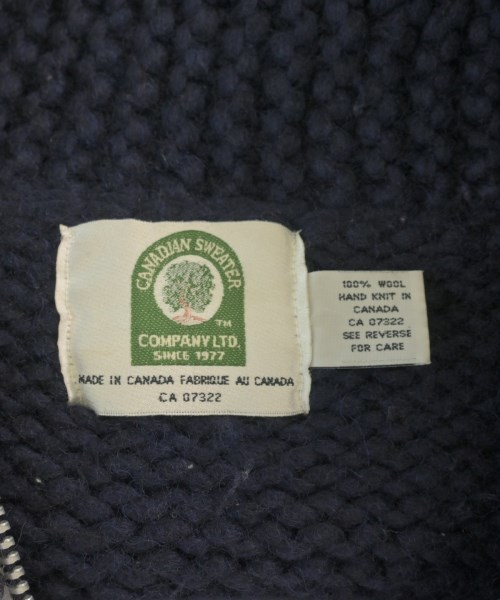 CANADIAN SWEATER
TM
COMPANY LTD.
SINCE 1977
MADE IN CANADA FABRIQUE AU CANADA
CA 07322
100% WOOL
HAND KNIT IN
CANADA
CA 07322
SEE REVERSE
FOR CARE